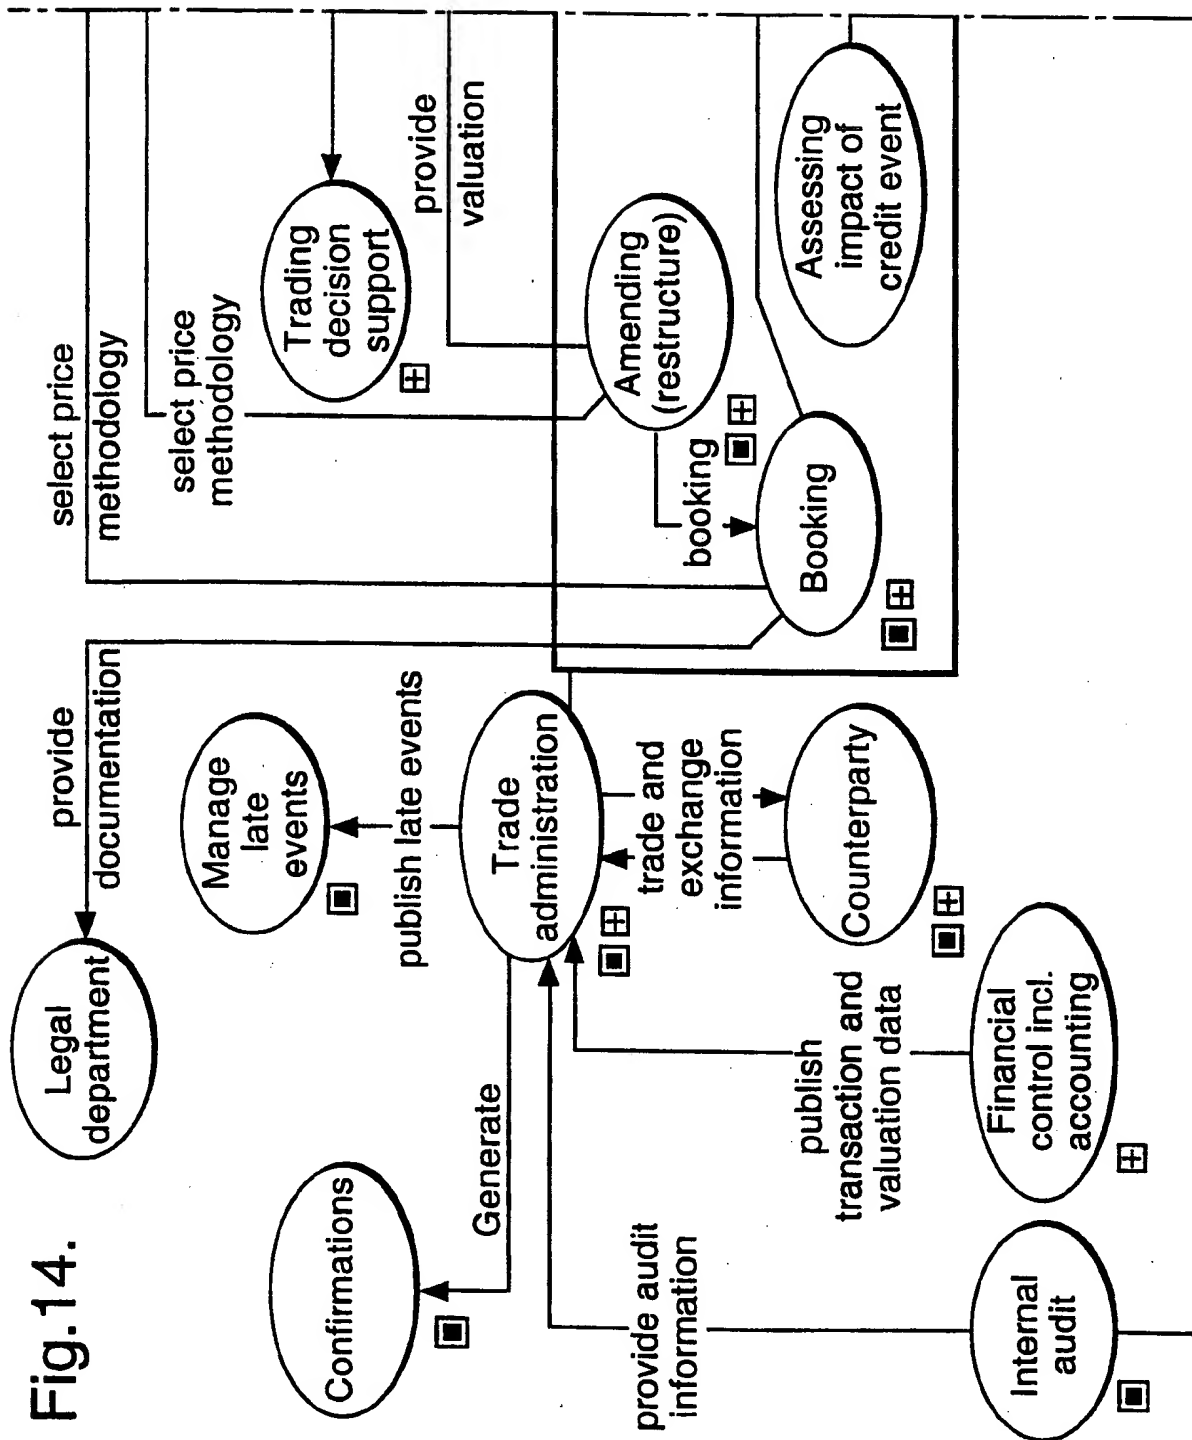 Fig.14.
Legal
department
provide
documentation
select price
methodology
select price
methodology
Confirmations
Generate
Manage
late
events
publish late events
Trading
decision
support
provide
valuation
provide audit
information
Trade
administration
trade and
exchange
information
Amending
(restructure)
booking
publish
transaction and
valuation data
Counterparty
Booking
Assessing
impact of
credit event
Internal
audit
Financial
control incl.
accounting